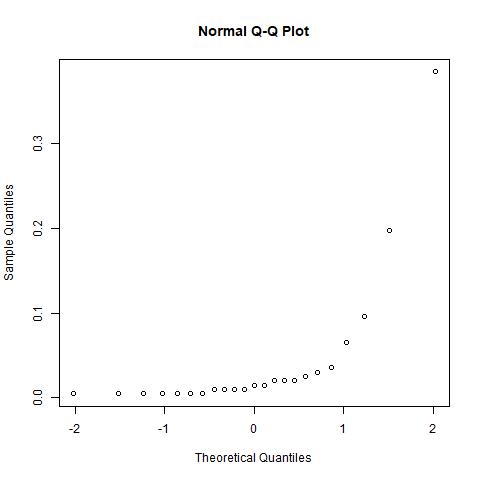 Normal Q-Q Plot
Sample Quantiles
0.3
0.2
0.1
0.0
-2 -1 0 1 2
Theoretical Quantiles